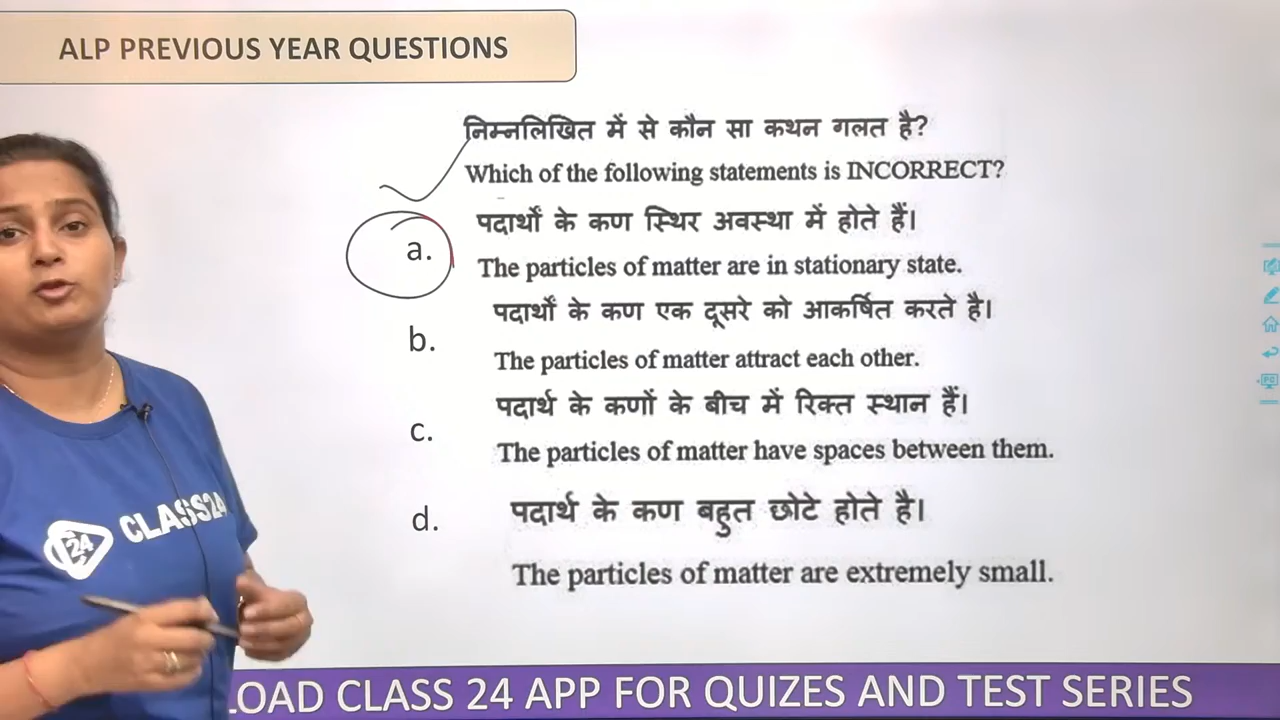 ALP PREVIOUS YEAR QUESTIONS
निम्नलिखित में से कौन सा कथन गलत है?
Which of the following statements is INCORRECT?
a.
पदार्थों के कण स्थिर अवस्था में होते हैं।
The particles of matter are in stationary state.
b.
पदार्थों के कण एक दूसरे को आकर्षित करते है।
The particles of matter attract each other.
c.
पदार्थ के कणों के बीच में रिक्त स्थान हैं।
The particles of matter have spaces between them.
d.
पदार्थ के कण बहुत छोटे होते है।
The particles of matter are extremely small.
CLASS24
24
LOAD CLASS 24 APP FOR QUIZES AND TEST SERIES